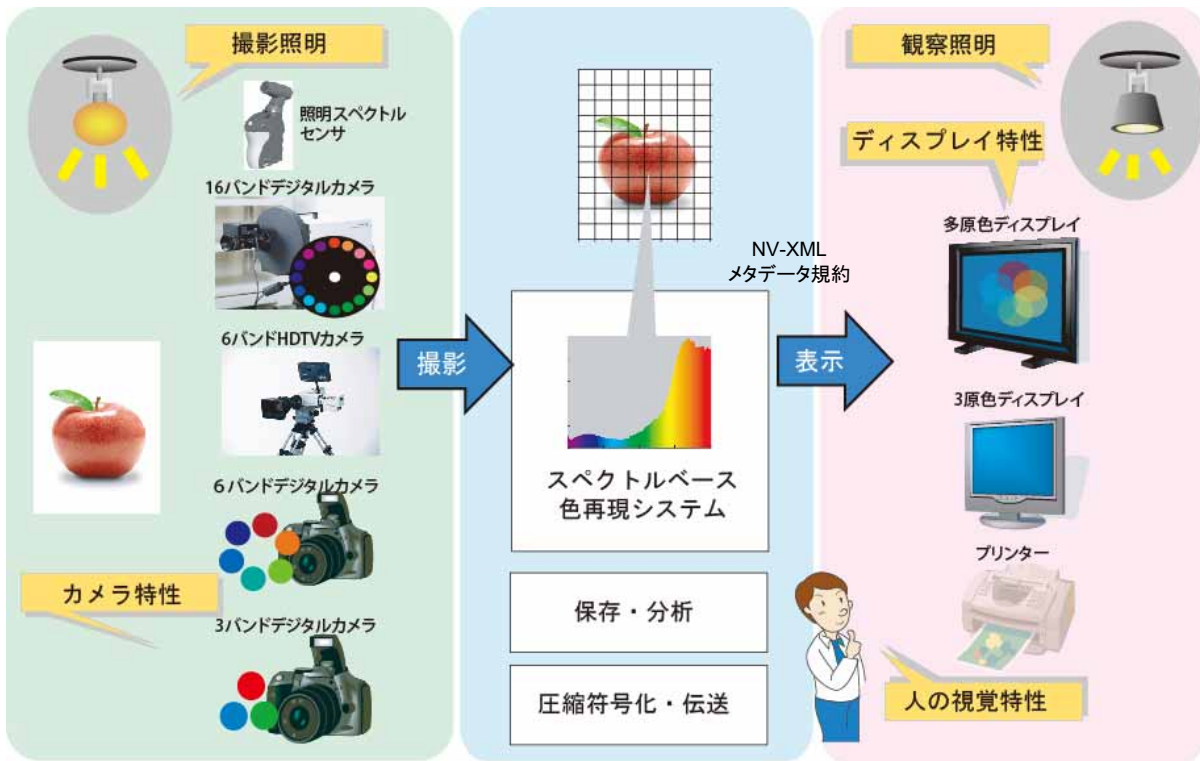 撮影照明
照明スペクトル
センサ
16バンドデジタルカメラ
6バンドHDTVカメラ
6バンドデジタルカメラ
カメラ特性
3バンドデジタルカメラ
撮影
スペクトルベース
色再現システム
保存・分析
圧縮符号化・伝送
NV-XML
メタデータ規約
表示
観察照明
ディスプレイ特性
多原色ディスプレイ
3原色ディスプレイ
プリンター
人の視覚特性